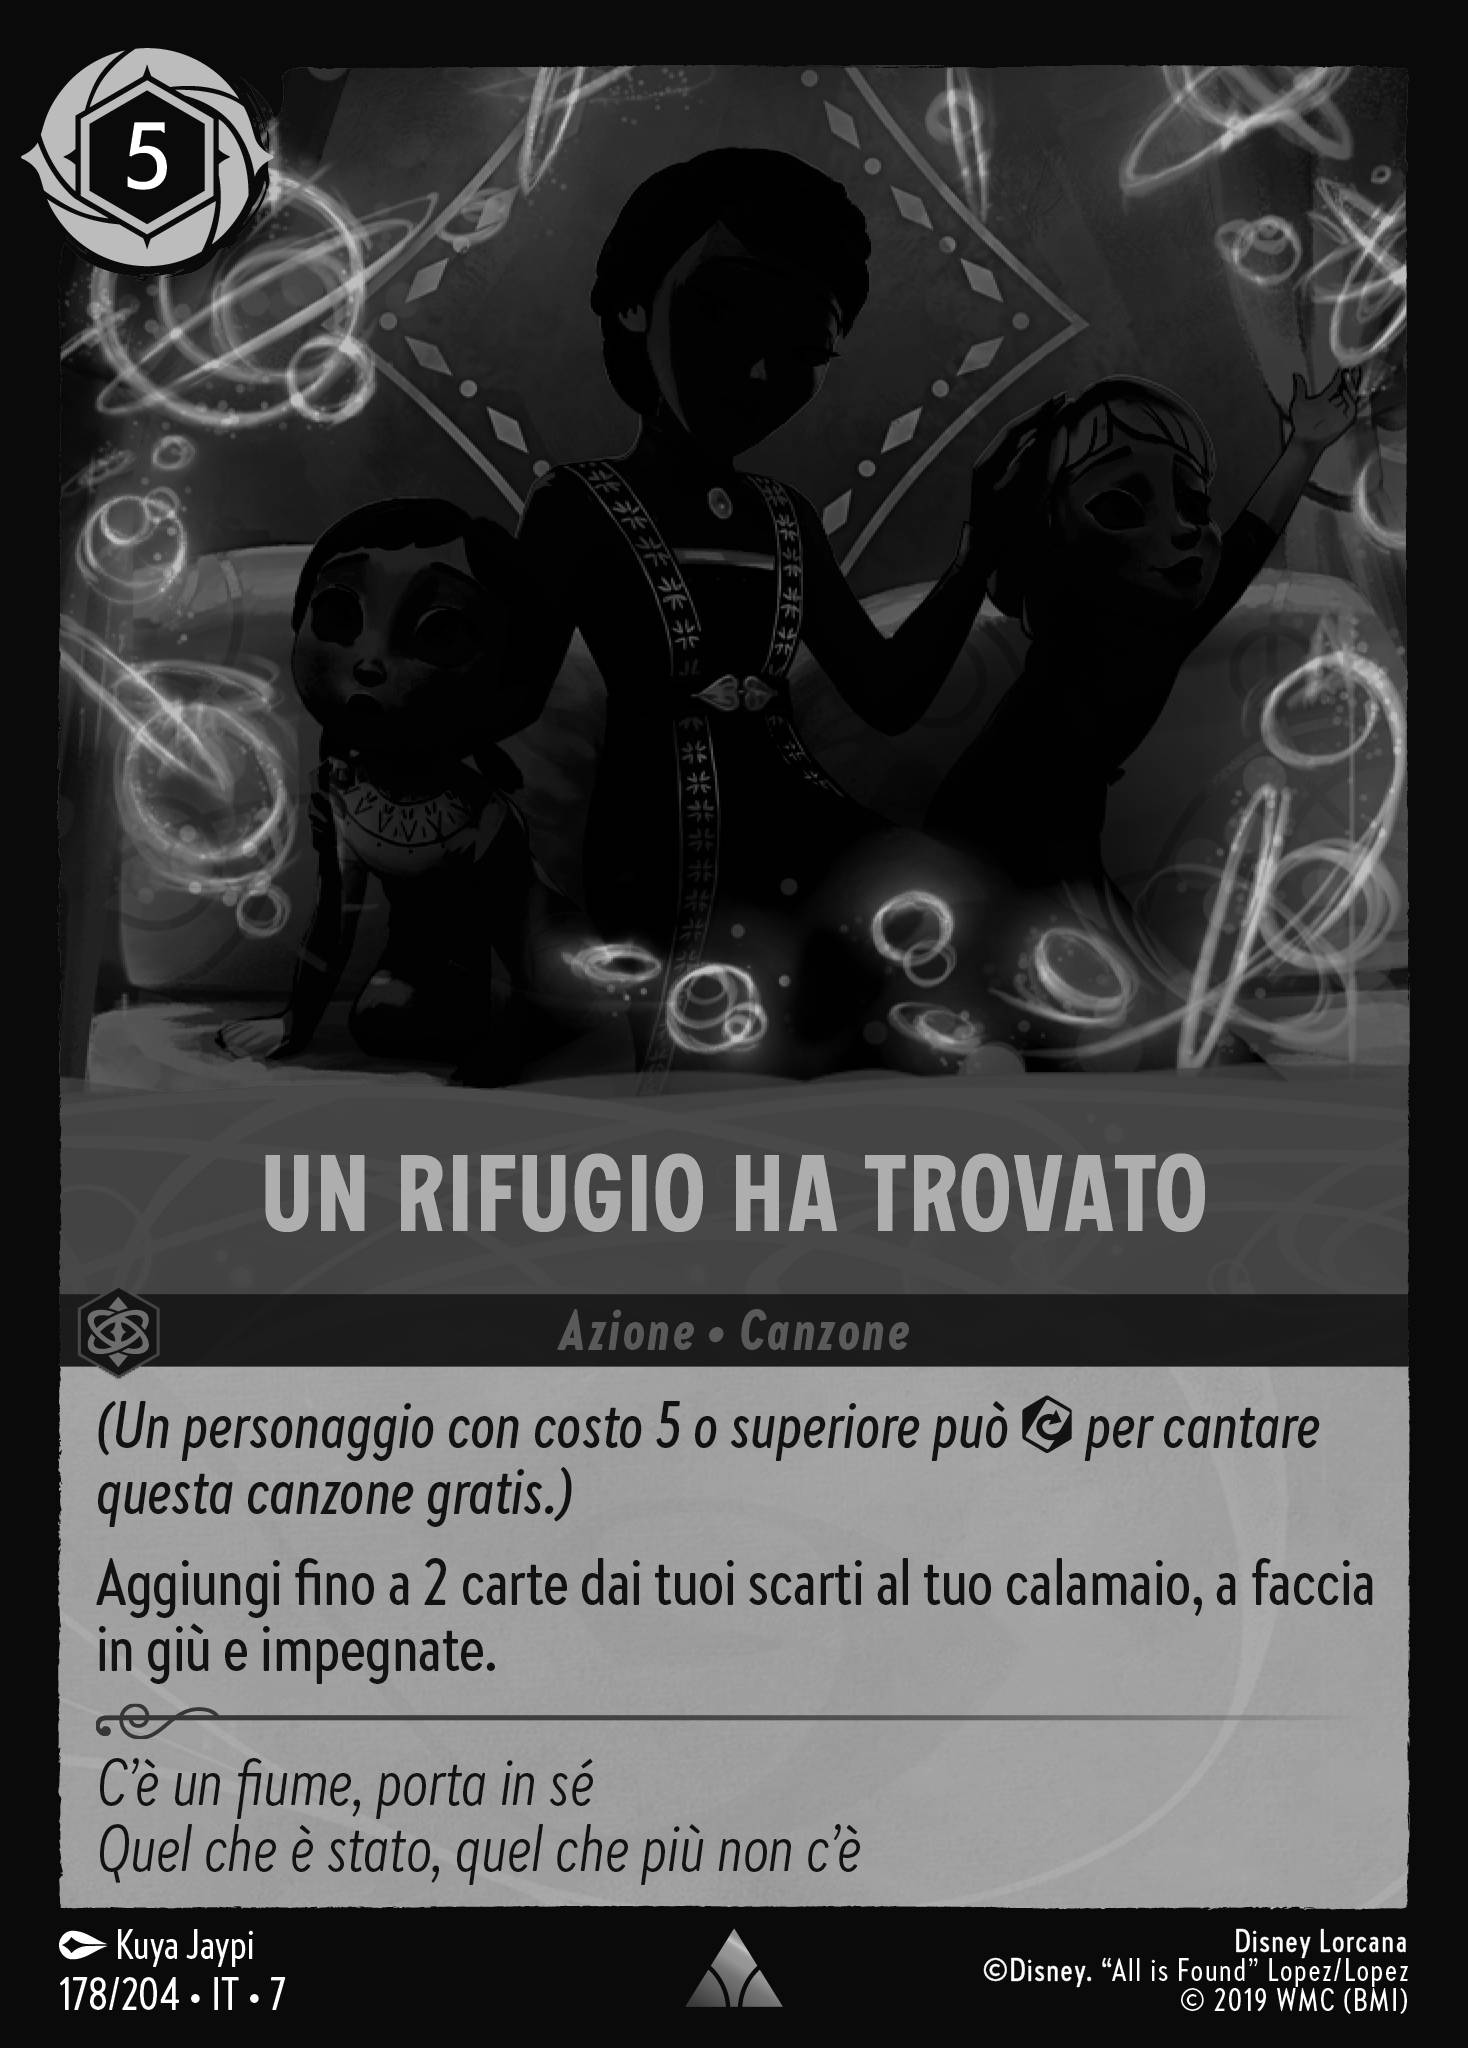 5
UN RIFUGIO HA TROVATO
Azione • Canzone
(Un personaggio con costo 5 o superiore può per cantare
questa canzone gratis.)
Aggiungi fino a 2 carte dai tuoi scarti al tuo calamaio, a faccia
in giù e impegnate.
C’è un fiume, porta in sé
Quel che è stato, quel che più non c’è
Kuya Jaypi
178/204 • IT • 7
Disney Lorcana
©Disney. “All is Found” Lopez/Lopez
© 2019 WMC (BMI)